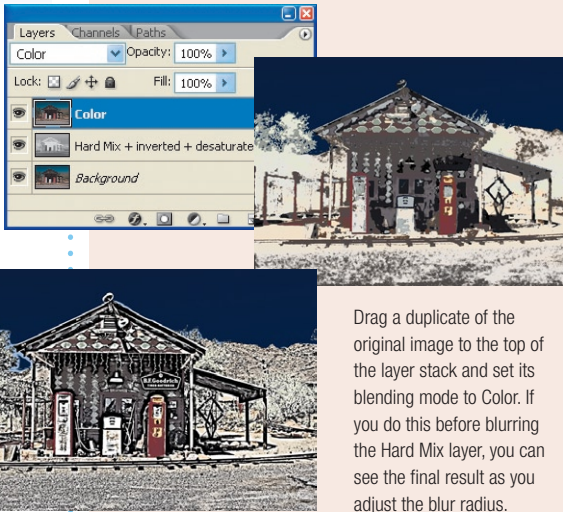 Layers Channels Paths
Color Opacity: 100%
Lock: Fill: 100%
Color
Hard Mix + inverted + desaturate
Background
B.F.Goodrich
Drag a duplicate of the
original image to the top of
the layer stack and set its
blending mode to Color. If
you do this before blurring
the Hard Mix layer, you can
see the final result as you
adjust the blur radius.